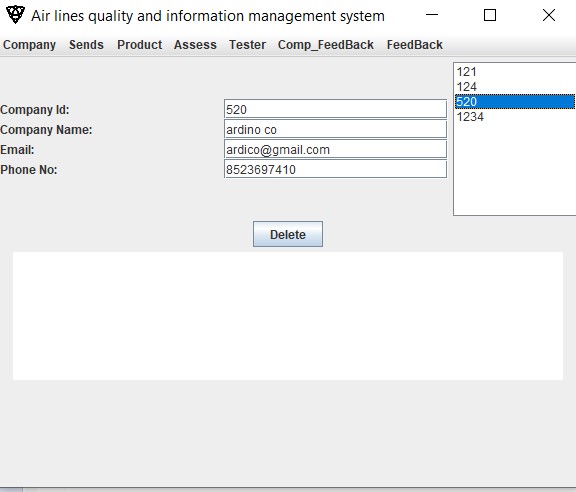 Air lines quality and information management system
Company Sends Product Assess Tester Comp_FeedBack FeedBack
Company Id: 520
Company Name: ardino co
Email: ardico@gmail.com
Phone No: 8523697410
121
124
520
1234
Delete